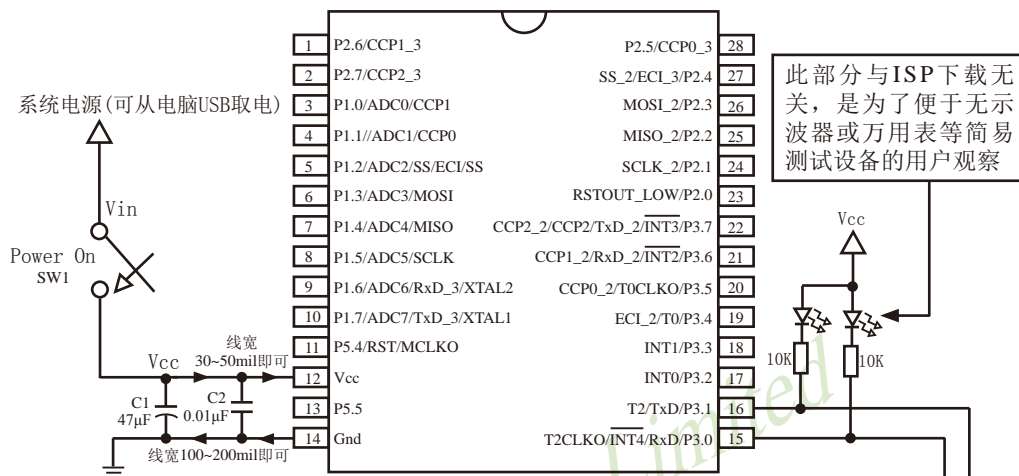 系统电源(可从电脑USB取电)
Vin
Power On
SW1
Vcc
线宽
30~50mil即可
C1
47μF
C2
0.01μF
线宽100~200mil即可
1 P2.6/CCP1_3
2 P2.7/CCP2_3
3 P1.0/ADC0/CCP1
4 P1.1//ADC1/CCP0
5 P1.2/ADC2/SS/ECI/SS
6 P1.3/ADC3/MOSI
7 P1.4/ADC4/MISO
8 P1.5/ADC5/SCLK
9 P1.6/ADC6/RxD_3/XTAL2
10 P1.7/ADC7/TxD_3/XTAL1
11 P5.4/RST/MCLKO
12 Vcc
13 P5.5
14 Gnd
P2.5/CCP0_3 28
SS_2/ECI_3/P2.4 27
MOSI_2/P2.3 26
MISO_2/P2.2 25
SCLK_2/P2.1 24
RSTOUT_LOW/P2.0 23
CCP2_2/CCP2/TxD_2/INT3/P3.7 22
CCP1_2/RxD_2/INT2/P3.6 21
CCP0_2/T0CLKO/P3.5 20
ECI_2/T0/P3.4 19
INT1/P3.3 18
INT0/P3.2 17
T2/TxD/P3.1 16
T2CLKO/INT4/RxD/P3.0 15
此部分与ISP下载无
关，是为了便于无示
波器或万用表等简易
测试设备的用户观察
Vcc
10K
10K
Limited